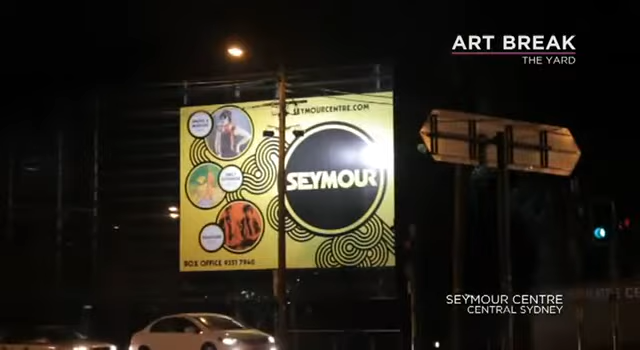 ART BREAK
THE YARD
SEYMOURCENTRE.COM
SEYMOUR
BOX OFFICE 9351 7940
SEYMOUR CENTRE
CENTRAL SYDNEY